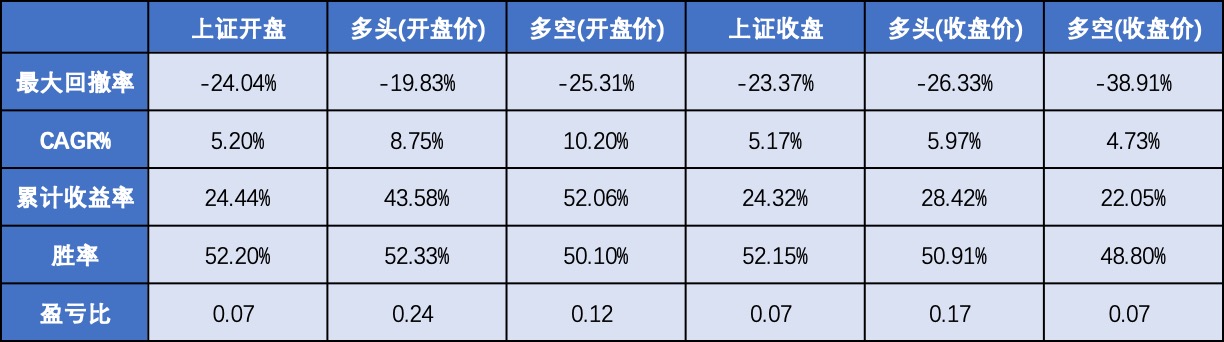 上证开盘 多头(开盘价) 多空(开盘价) 上证收盘 多头(收盘价) 多空(收盘价)
最大回撤率 -24.04% -19.83% -25.31% -23.37% -26.33% -38.91%
CAGR% 5.20% 8.75% 10.20% 5.17% 5.97% 4.73%
累计收益率 24.44% 43.58% 52.06% 24.32% 28.42% 22.05%
胜率 52.20% 52.33% 50.10% 52.15% 50.91% 48.80%
盈亏比 0.07 0.24 0.12 0.07 0.17 0.07